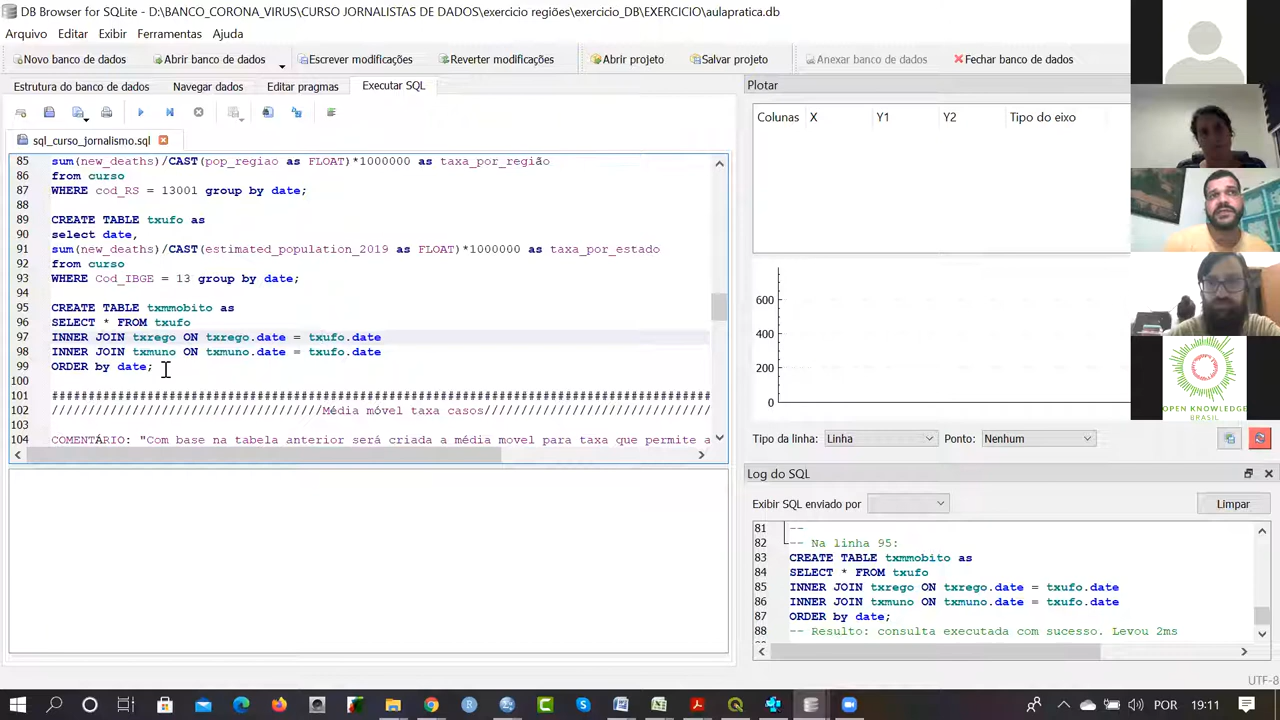 DB Browser for SQLite - D:\BANCO_CORONA_VIRUS\CURSO JORNALISTAS DE DADOS\exercicio regiões\exercicio_DB\EXERCICIO\aulapratica.db
Arquivo Editar Exibir Ferramentas Ajuda
Novo banco de dados Abrir banco de dados Escrever modificações Reverter modificações Abrir projeto Salvar projeto Anexar banco de dados Fechar banco de dados
Estrutura do banco de dados Navegar dados Editar pragmas Executar SQL
sql_curso_jornalismo.sql
85 sum(new_deaths)/CAST(pop_regiao as FLOAT)*1000000 as taxa_por_região
86 from curso
87 WHERE cod_RS = 13001 group by date;
88
89 CREATE TABLE txufo as
90 select date,
91 sum(new_deaths)/CAST(estimated_population_2019 as FLOAT)*1000000 as taxa_por_estado
92 from curso
93 WHERE Cod_IBGE = 13 group by date;
94
95 CREATE TABLE txmmobito as
96 SELECT * FROM txufo
97 INNER JOIN txrego ON txrego.date = txufo.date
98 INNER JOIN txmuno ON txmuno.date = txufo.date
99 ORDER by date;
100
101 ##########################################################################################
102 /////////////////////////////////////Média móvel taxa casos///////////////////////////////
103
104 COMENTÁRIO: "Com base na tabela anterior será criada a média movel para taxa que permite a
Plotar
Colunas X Y1 Y2 Tipo do eixo
600
400
200
0
Tipo da linha: Linha Ponto: Nenhum
Log do SQL
Exibir SQL enviado por Limpar
81 --
82 -- Na linha 95:
83 CREATE TABLE txmmobito as
84 SELECT * FROM txufo
85 INNER JOIN txrego ON txrego.date = txufo.date
86 INNER JOIN txmuno ON txmuno.date = txufo.date
87 ORDER by date;
88 -- Resulto: consulta executada com sucesso. Levou 2ms
UTF-8
OPEN KNOWLEDGE
BRASIL
POR 19:11